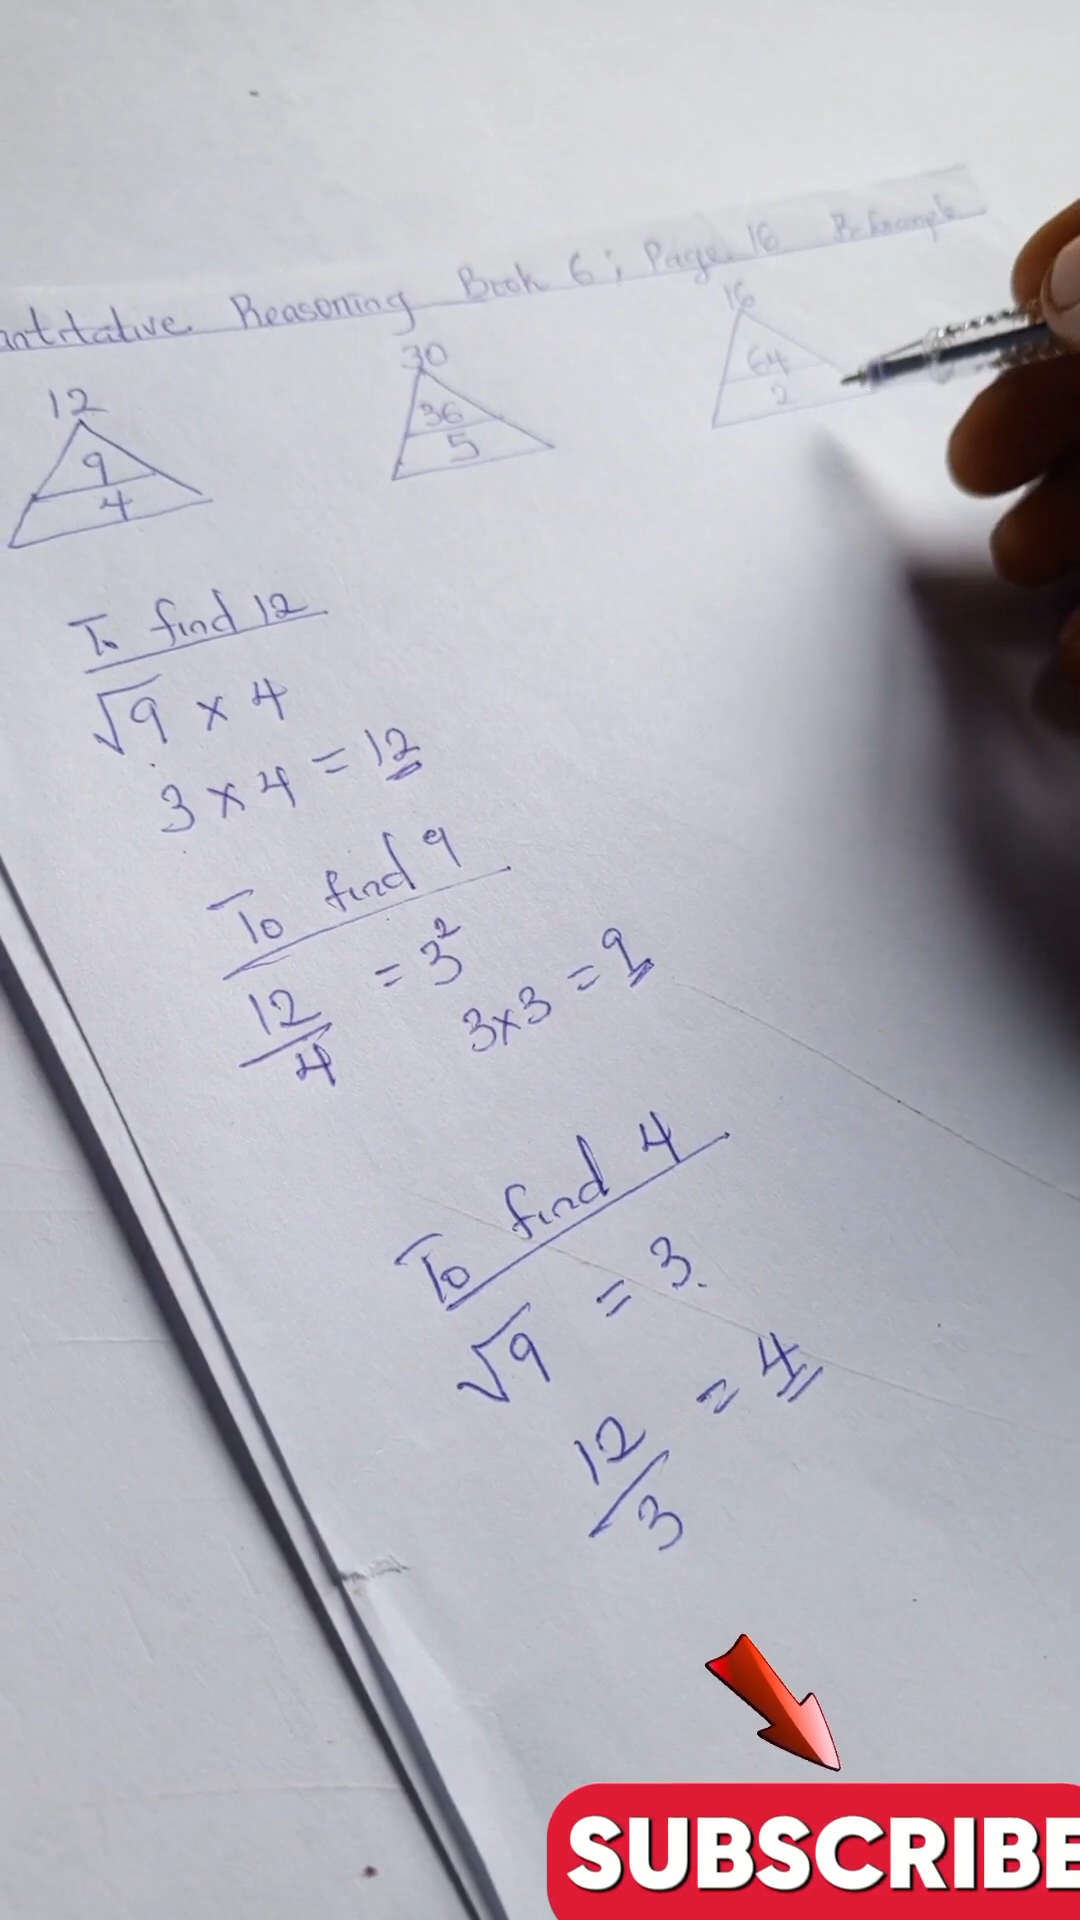 Reasoning Book 6; Page 16
12
9
4
30
36
5
16
64
2
To find 12
√9 × 4
3 × 4 = 12
To find 9
12/4 = 3²
3×3 = 9
To find 4
√9 = 3.
12/3 = 4
SUBSCRIBE